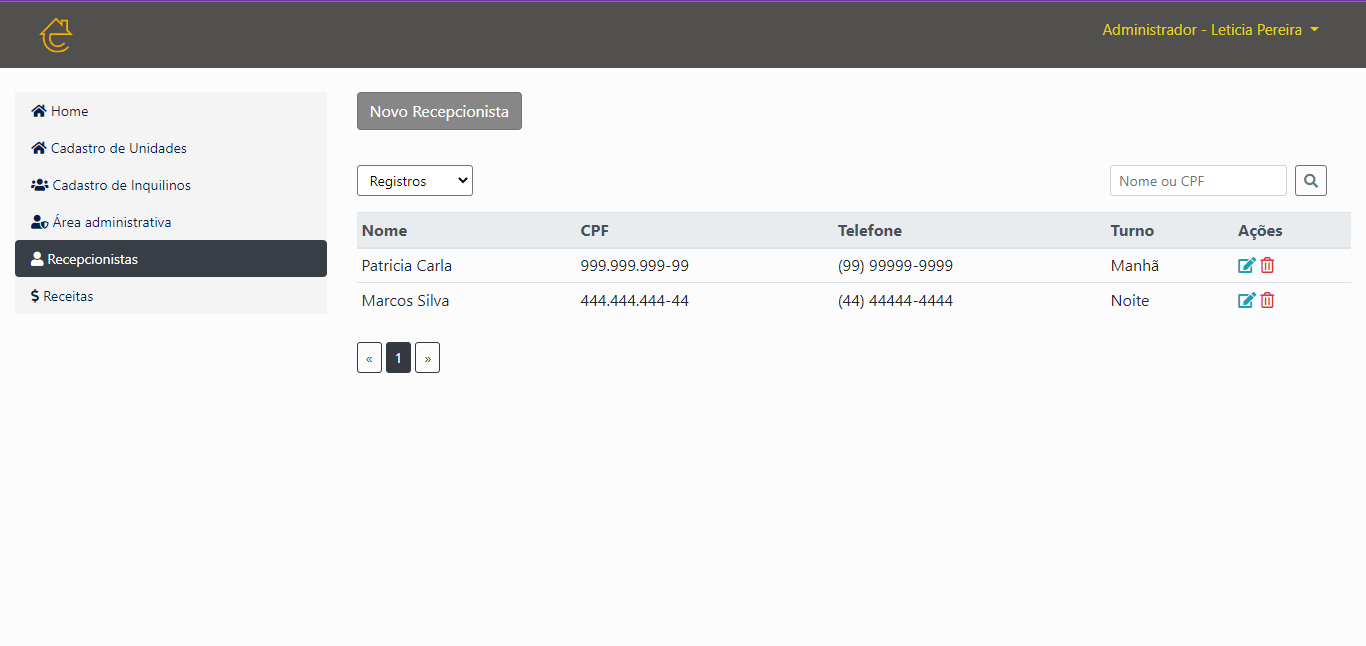 Administrador - Leticia Pereira
Home
Cadastro de Unidades
Cadastro de Inquilinos
Área administrativa
Recepcionistas
$ Receitas
Novo Recepcionista
Registros
Nome ou CPF
Nome CPF Telefone Turno Ações
Patricia Carla 999.999.999-99 (99) 99999-9999 Manhã
Marcos Silva 444.444.444-44 (44) 44444-4444 Noite
« 1 »